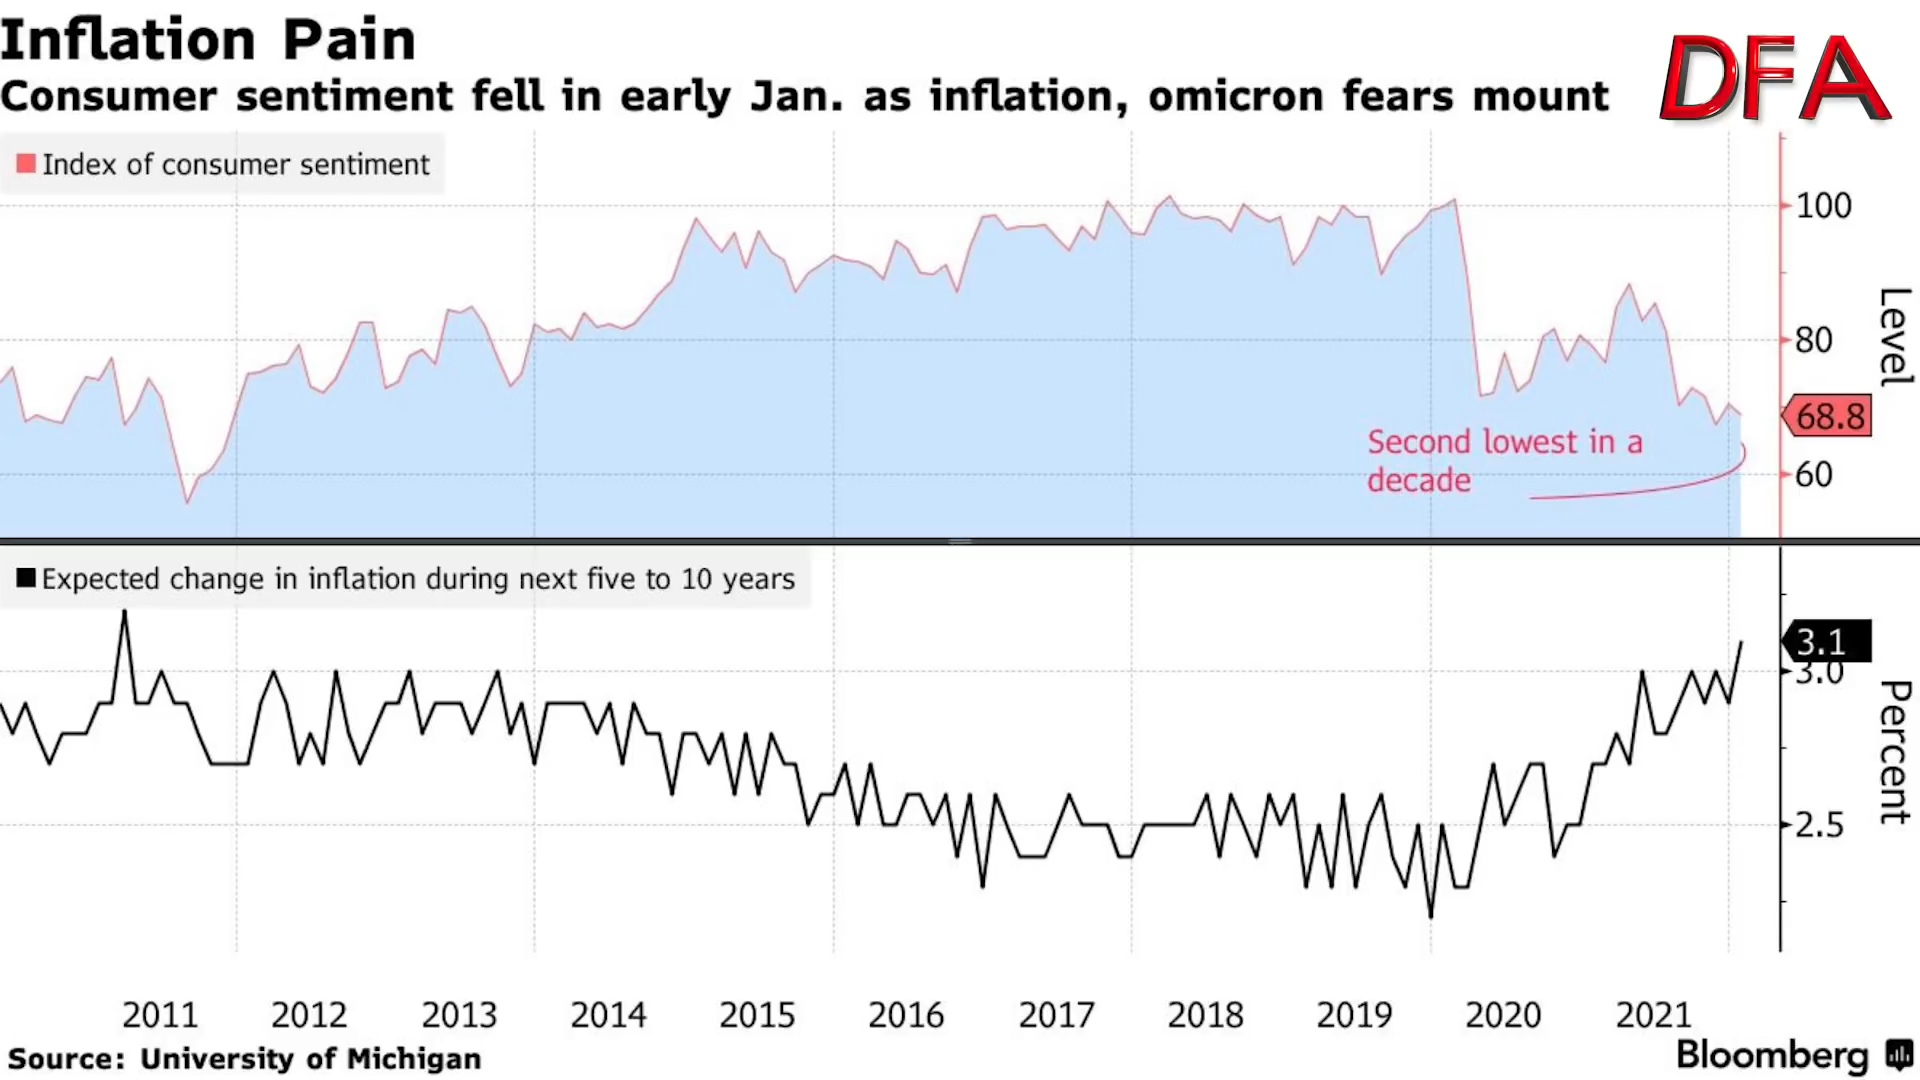 Inflation Pain
DFA
Consumer sentiment fell in early Jan. as inflation, omicron fears mount
Index of consumer sentiment
100
80
68.8
60
Level
Second lowest in a
decade
Expected change in inflation during next five to 10 years
3.1
3.0
2.5
Percent
2011 2012 2013 2014 2015 2016 2017 2018 2019 2020 2021
Source: University of Michigan
Bloomberg